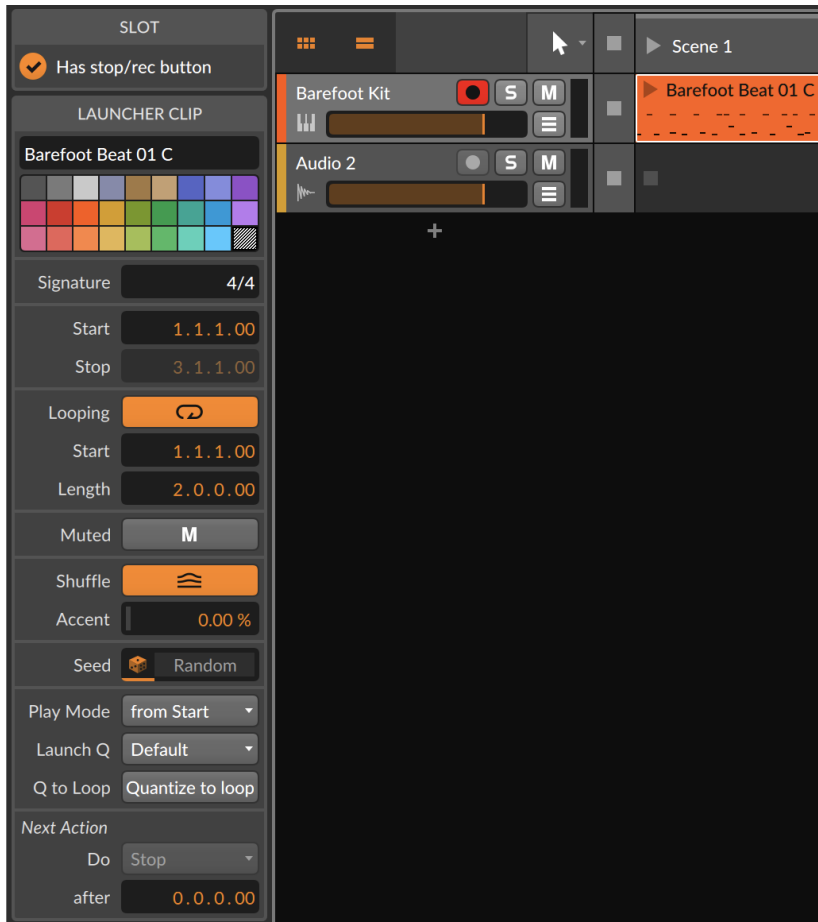 SLOT
Has stop/rec button
LAUNCHER CLIP
Barefoot Beat 01 C
Signature 4/4
Start 1.1.1.00
Stop 3.1.1.00
Looping
Start 1.1.1.00
Length 2.0.0.00
Muted M
Shuffle
Accent 0.00 %
Seed Random
Play Mode from Start
Launch Q Default
Q to Loop Quantize to loop
Next Action
Do Stop
after 0.0.0.00
Scene 1
Barefoot Kit S M
Barefoot Beat 01 C
Audio 2 S M